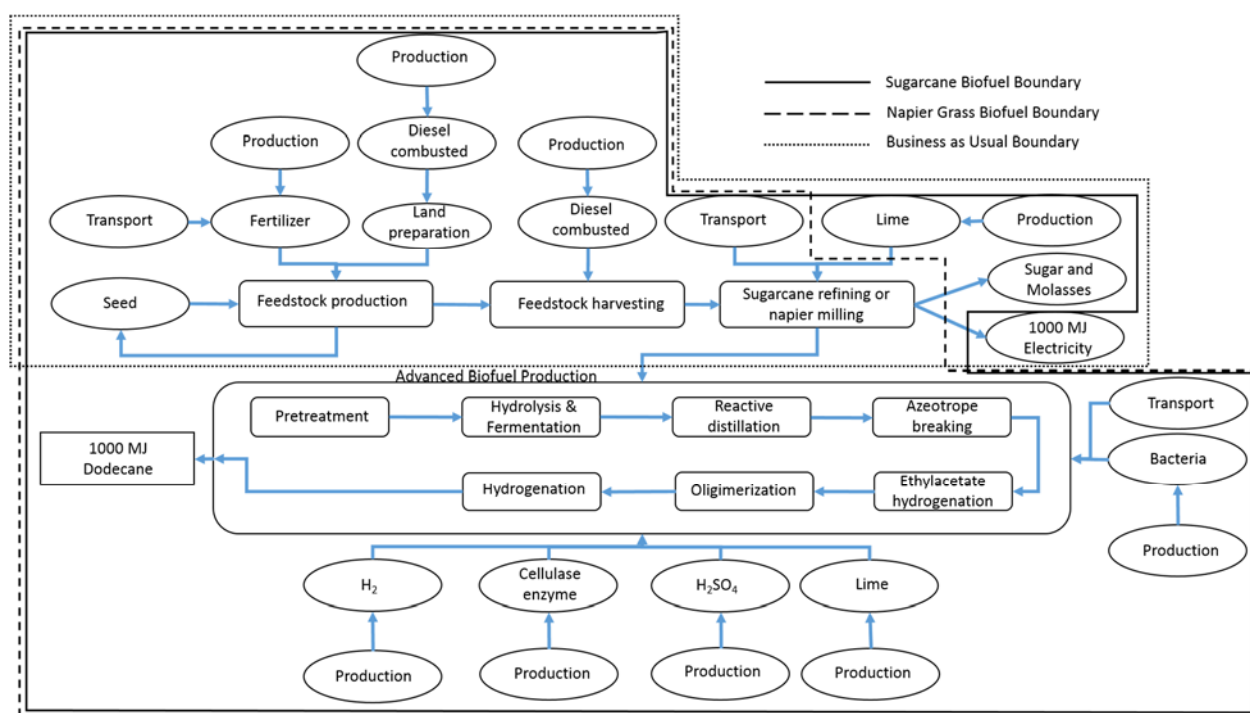 Production
Sugarcane Biofuel Boundary
Napier Grass Biofuel Boundary
Business as Usual Boundary
Production
Diesel
combusted
Production
Transport
Fertilizer
Land
preparation
Diesel
combusted
Transport
Lime
Production
Seed
Feedstock production
Feedstock harvesting
Sugarcane refining or
napier milling
Sugar and
Molasses
1000 MJ
Electricity
Advanced Biofuel Production
Pretreatment
Hydrolysis &
Fermentation
Reactive
distillation
Azeotrope
breaking
Transport
1000 MJ
Dodecane
Hydrogenation
Oligimerization
Ethylacetate
hydrogenation
Bacteria
Production
H₂
Cellulase
enzyme
H₂SO₄
Lime
Production
Production
Production
Production